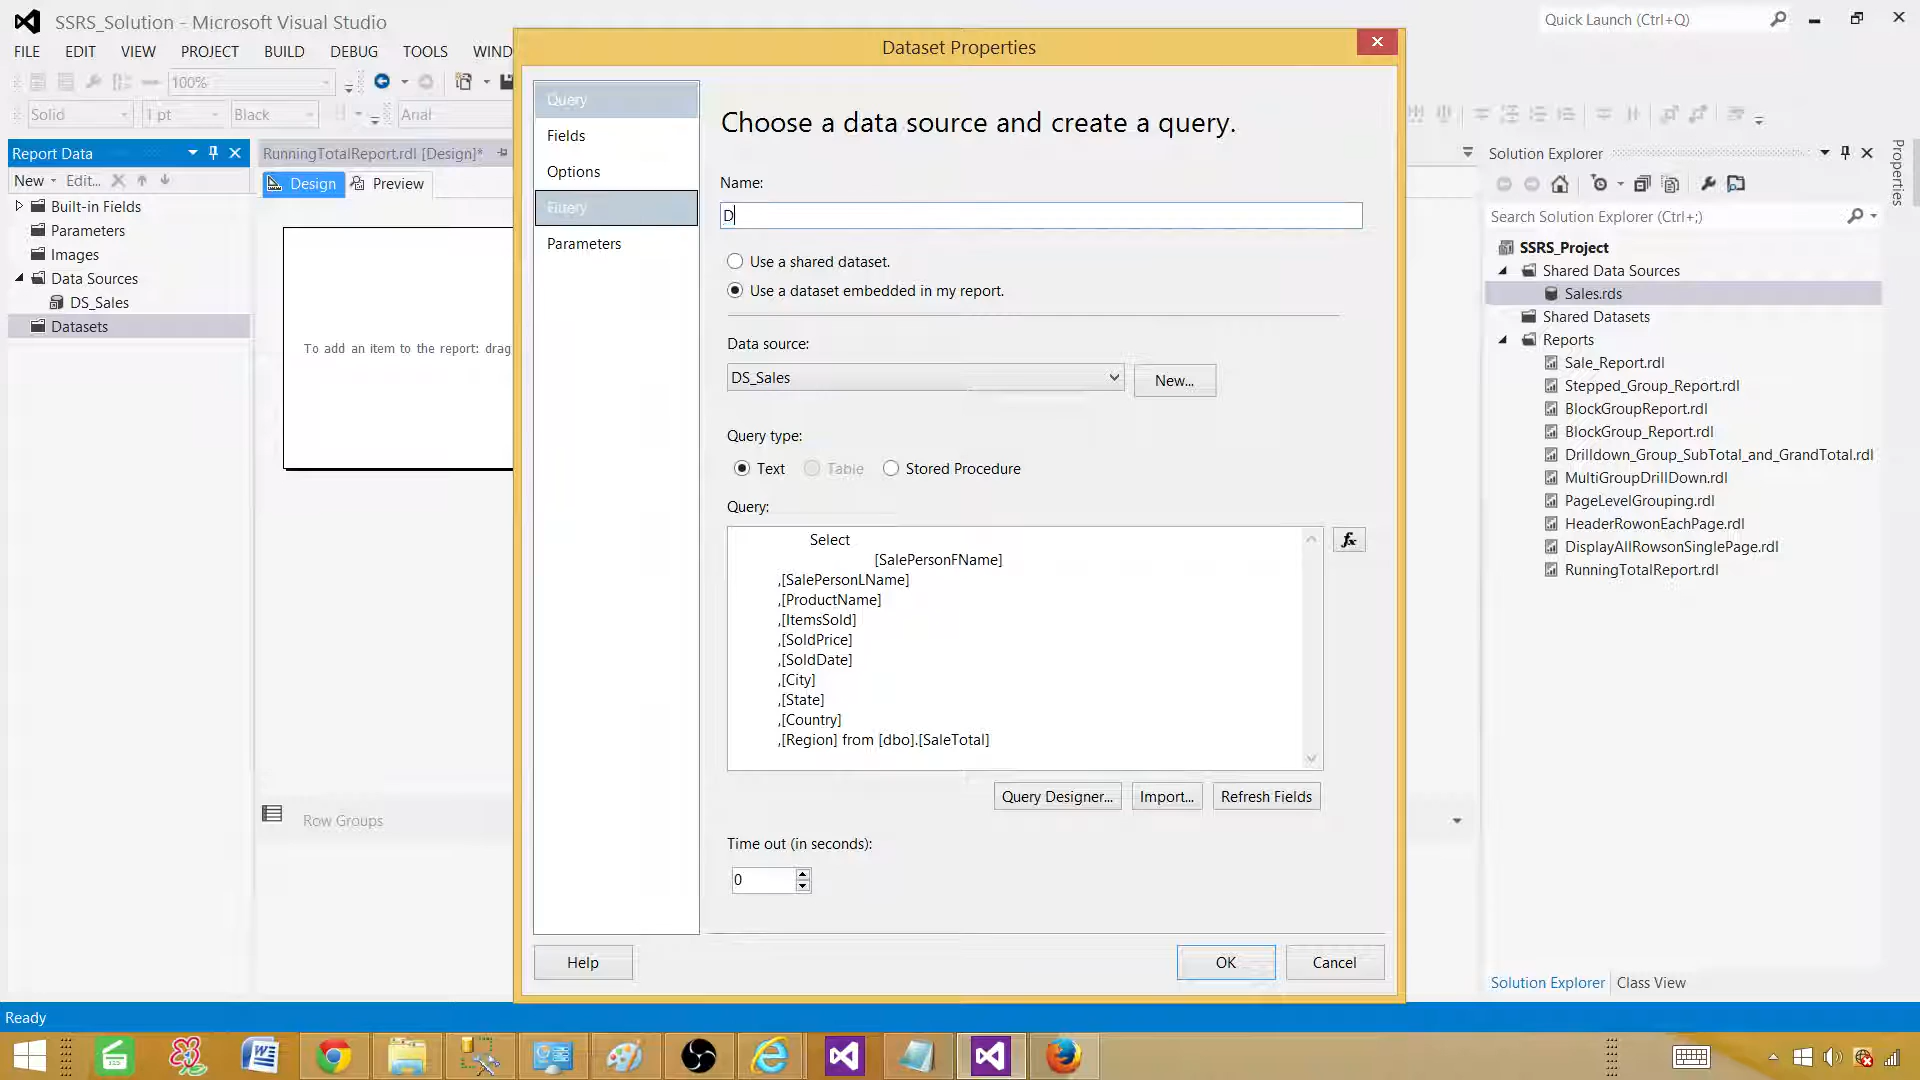 SSRS_Solution - Microsoft Visual Studio
Quick Launch (Ctrl+Q)
FILE EDIT VIEW PROJECT BUILD DEBUG TOOLS WIND
100%
Solid 1 pt Black Arial
Report Data
New Edit...
Built-in Fields
Parameters
Images
Data Sources
DS_Sales
Datasets
RunningTotalReport.rdl [Design]*
Design Preview
To add an item to the report: drag
Row Groups
Dataset Properties
Query
Fields
Options
Parameters
Choose a data source and create a query.
Name:
D
Use a shared dataset.
Use a dataset embedded in my report.
Data source:
DS_Sales
New...
Query type:
Text Table Stored Procedure
Query:
fx
Select
[SalePersonFName]
,[SalePersonLName]
,[ProductName]
,[ItemsSold]
,[SoldPrice]
,[SoldDate]
,[City]
,[State]
,[Country]
,[Region] from [dbo].[SaleTotal]
Query Designer... Import... Refresh Fields
Time out (in seconds):
0
Help OK Cancel
Solution Explorer
Search Solution Explorer (Ctrl+;)
SSRS_Project
Shared Data Sources
Sales.rds
Shared Datasets
Reports
Sale_Report.rdl
Stepped_Group_Report.rdl
BlockGroupReport.rdl
BlockGroup_Report.rdl
Drilldown_Group_SubTotal_and_GrandTotal.rdl
MultiGroupDrillDown.rdl
PageLevelGrouping.rdl
HeaderRowonEachPage.rdl
DisplayAllRowsonSinglePage.rdl
RunningTotalReport.rdl
Solution Explorer Class View
Properties
Ready